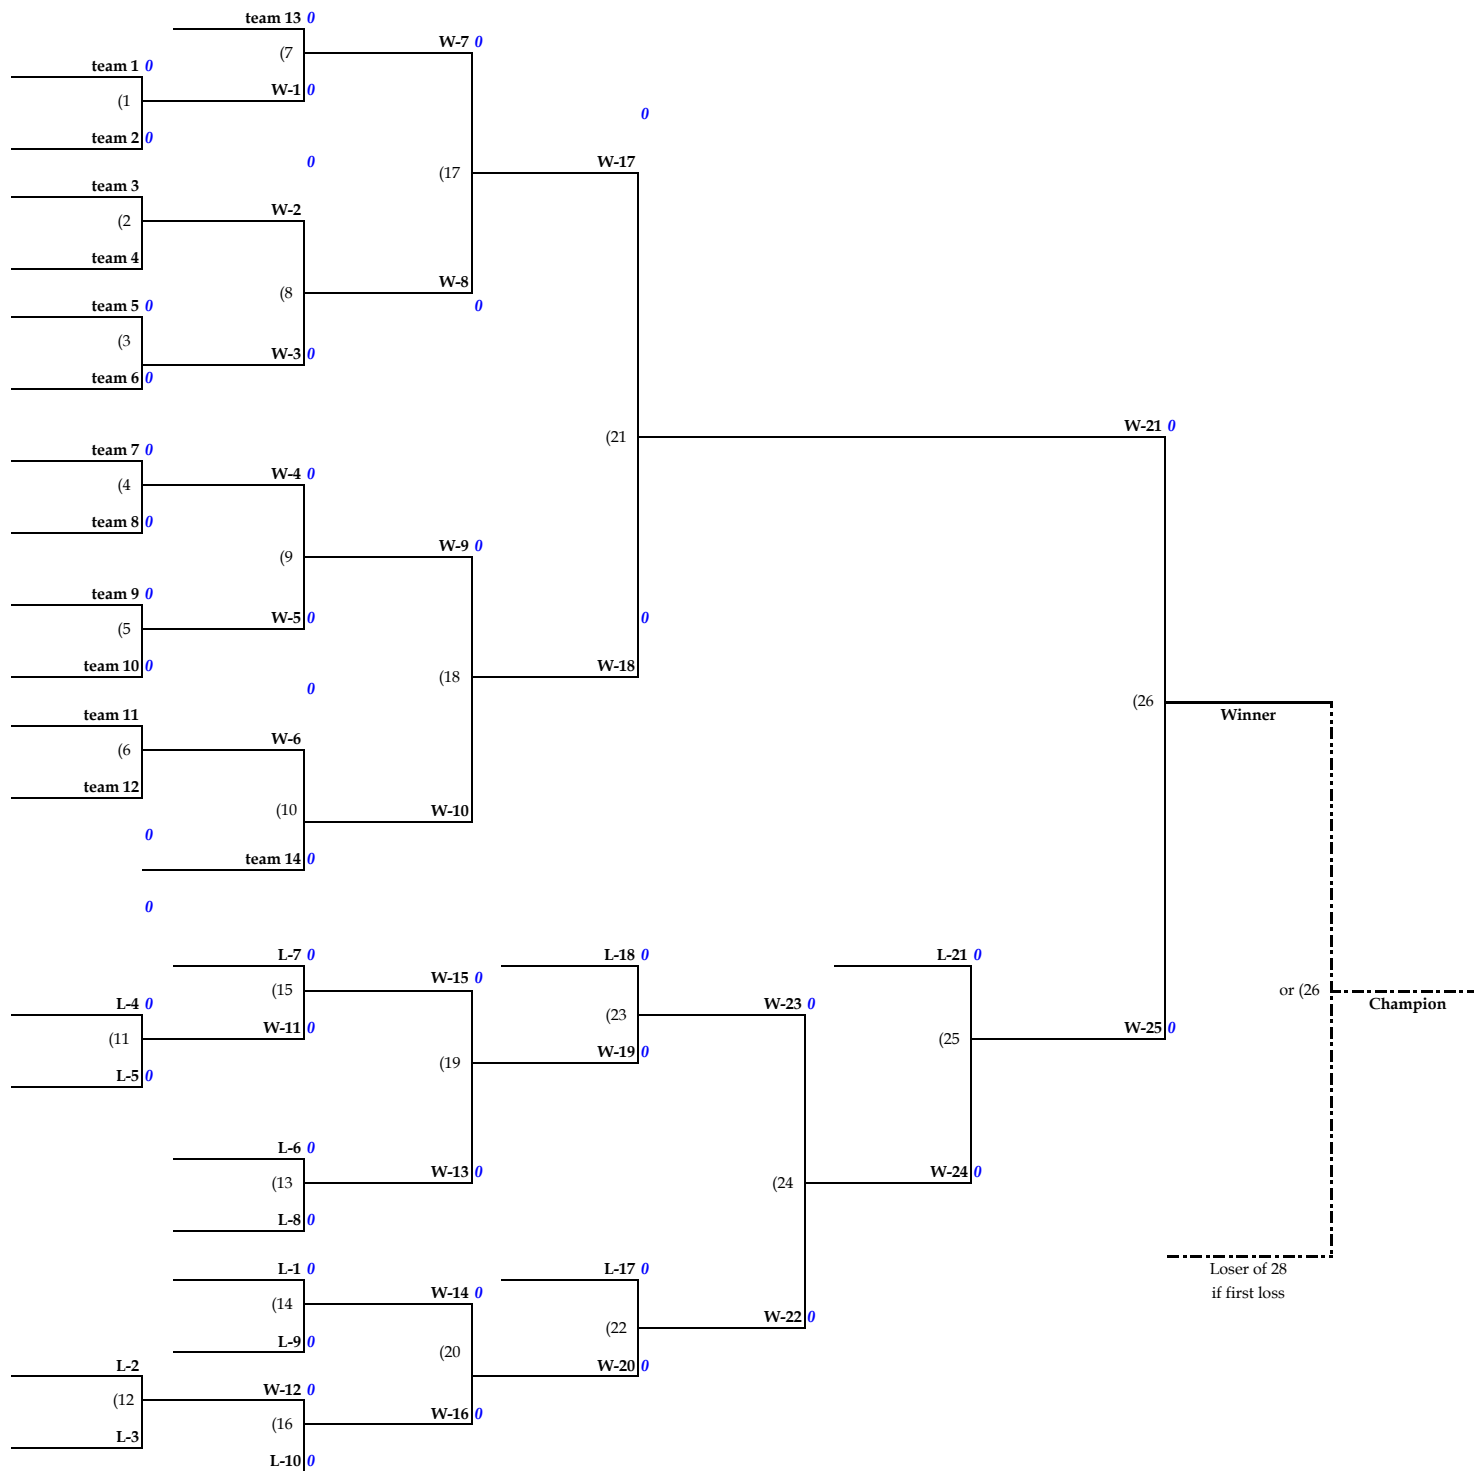 team 13 0
W-7 0
(7
team 1 0
W-1 0
(1
0
team 2 0
0
W-17
(17
team 3
W-2
(2
team 4
W-8
(8
team 5 0
0
(3
W-3 0
team 6 0
W-21 0
(21
team 7 0
W-4 0
(4
team 8 0
W-9 0
(9
team 9 0
W-5 0
0
(5
team 10 0
W-18
(18
0
(26
team 11
Winner
W-6
(6
team 12
W-10
(10
0
team 14 0
0
L-7 0
L-18 0
L-21 0
W-15 0
(15
or (26
L-4 0
W-23 0
Champion
(23
W-11 0
W-25 0
(11
(25
W-19 0
(19
L-5 0
L-6 0
W-13 0
W-24 0
(13
(24
L-8 0
L-1 0
L-17 0
Loser of 28
W-14 0
if first loss
(14
W-22 0
(22
L-9 0
(20
L-2
W-20 0
W-12 0
(12
W-16 0
(16
L-3
L-10 0